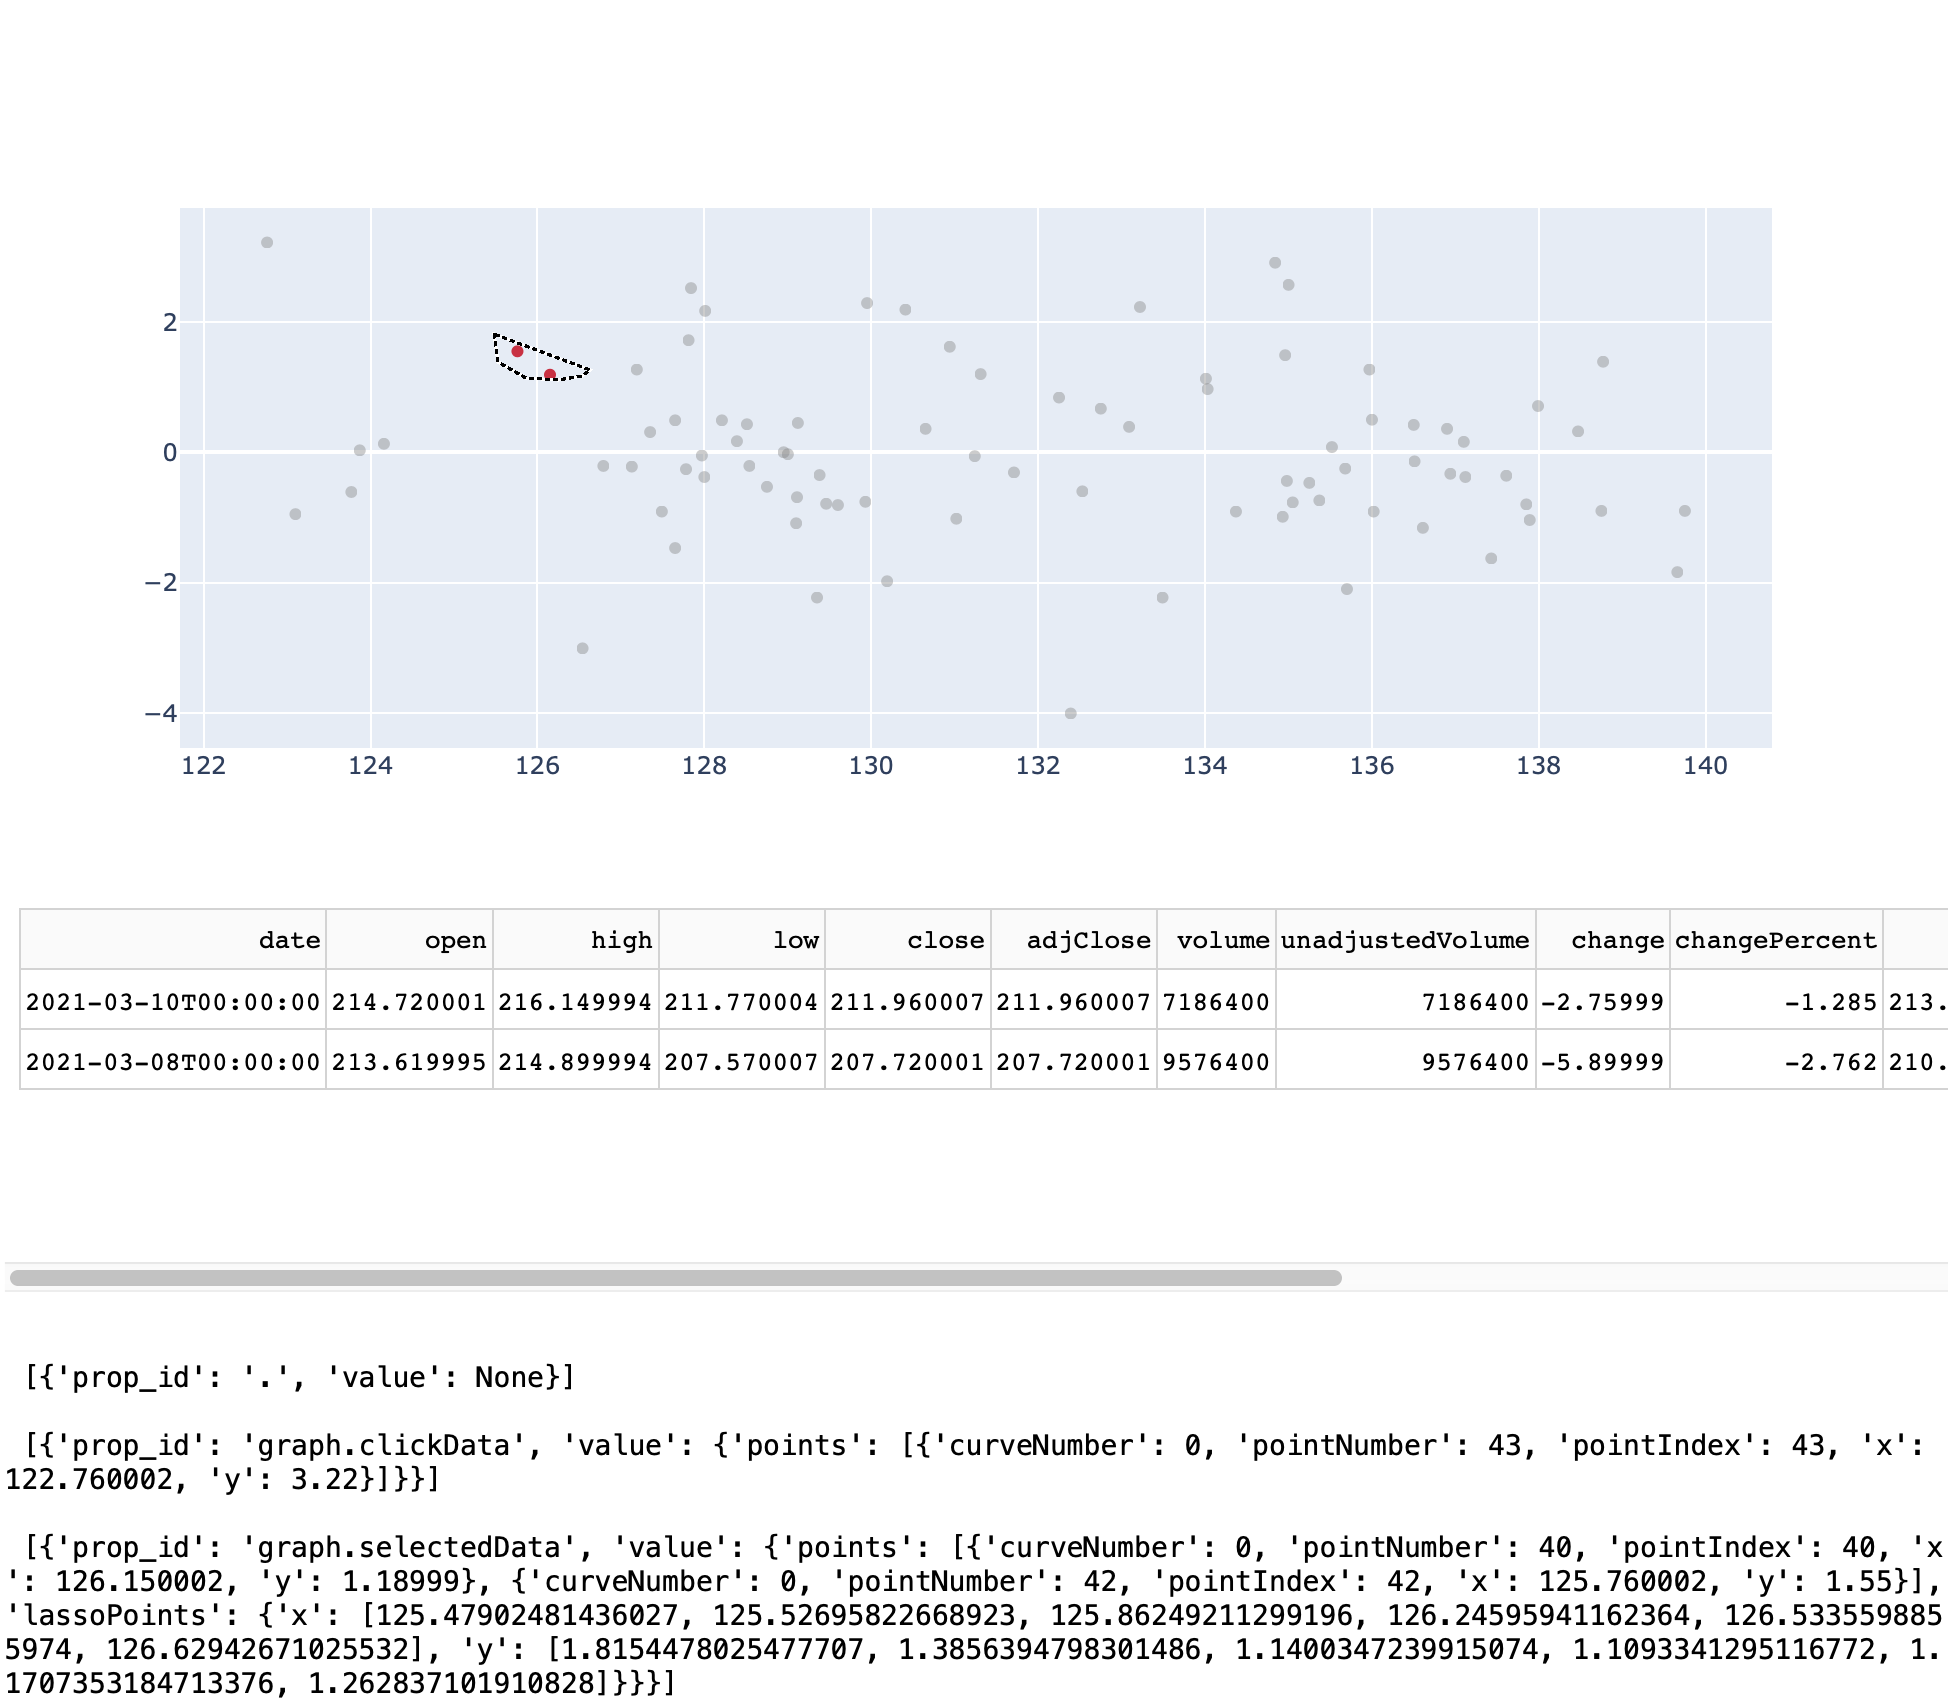 2
0
−2
−4
122 124 126 128 130 132 134 136 138 140
date open high low close adjClose volume unadjustedVolume change changePercent
2021-03-10T00:00:00 214.720001 216.149994 211.770004 211.960007 211.960007 7186400 7186400 -2.75999 -1.285 213.
2021-03-08T00:00:00 213.619995 214.899994 207.570007 207.720001 207.720001 9576400 9576400 -5.89999 -2.762 210.
[{'prop_id': '.', 'value': None}]
[{'prop_id': 'graph.clickData', 'value': {'points': [{'curveNumber': 0, 'pointNumber': 43, 'pointIndex': 43, 'x':
122.760002, 'y': 3.22}]}}]
[{'prop_id': 'graph.selectedData', 'value': {'points': [{'curveNumber': 0, 'pointNumber': 40, 'pointIndex': 40, 'x
': 126.150002, 'y': 1.18999}, {'curveNumber': 0, 'pointNumber': 42, 'pointIndex': 42, 'x': 125.760002, 'y': 1.55}],
'lassoPoints': {'x': [125.47902481436027, 125.52695822668923, 125.86249211299196, 126.24595941162364, 126.533559885
5974, 126.62942671025532], 'y': [1.8154478025477707, 1.3856394798301486, 1.1400347239915074, 1.1093341295116772, 1.
1707353184713376, 1.262837101910828]}}}]